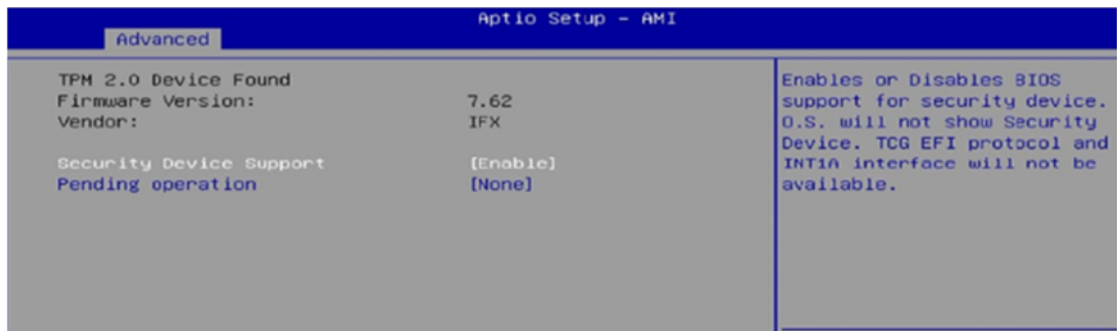 Aptio Setup - AMI
Advanced
TPM 2.0 Device Found
Firmware Version: 7.62
Vendor: IFX
Security Device Support [Enable]
Pending operation [None]
Enables or Disables BIOS
support for security device.
O.S. will not show Security
Device. TCG EFI protocol and
INT1A interface will not be
available.